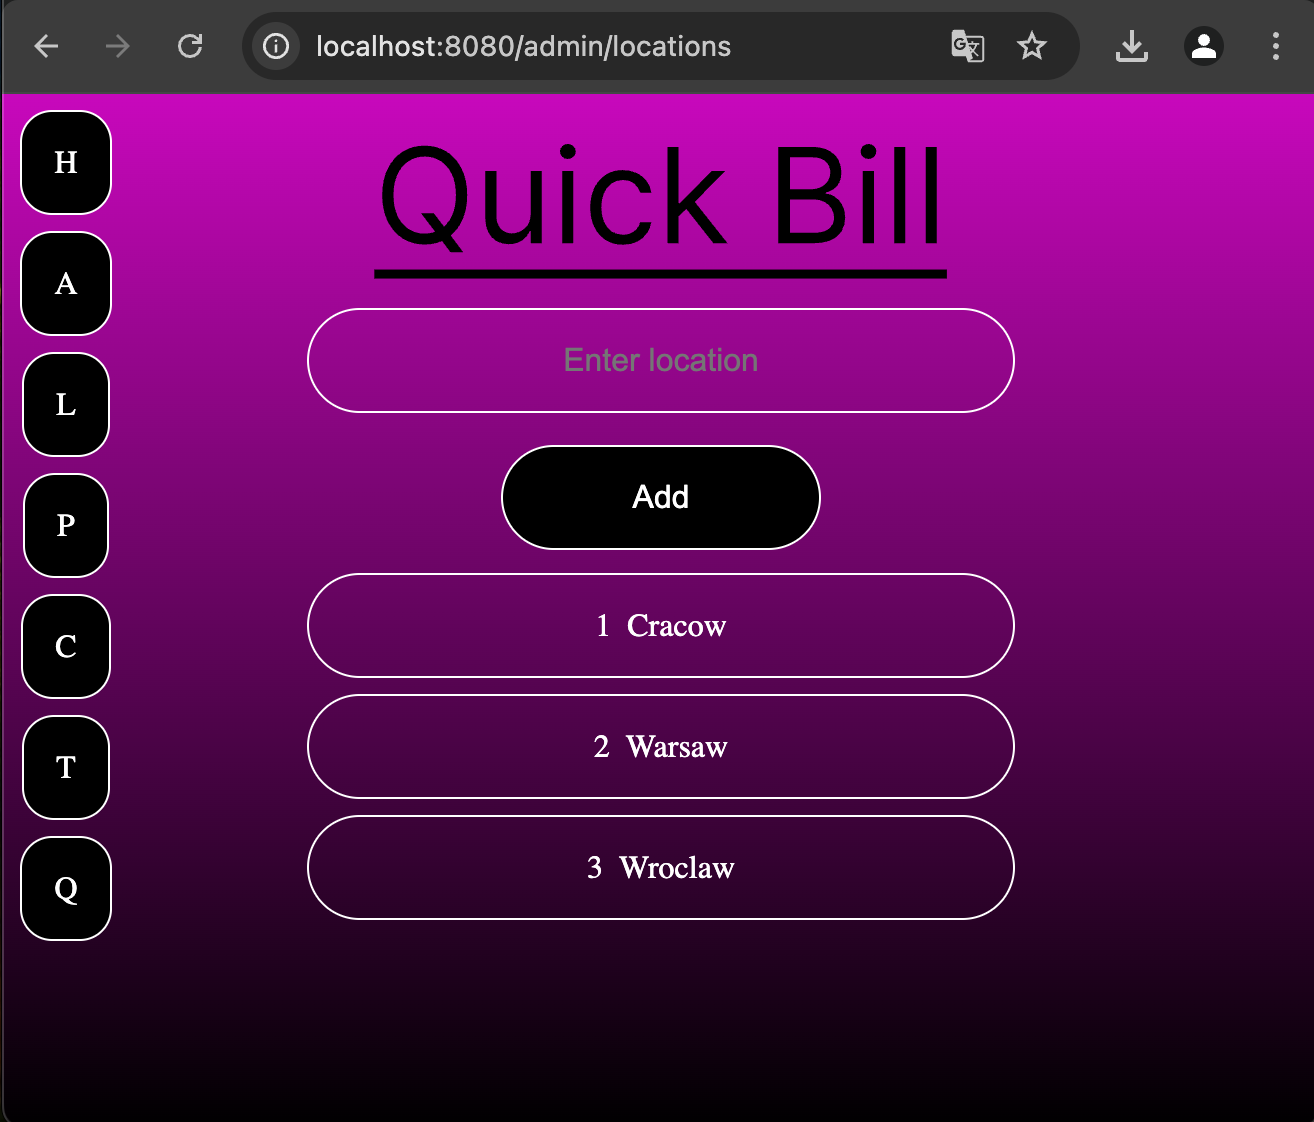 localhost:8080/admin/locations
Quick Bill
H
A
L
P
C
T
Q
Enter location
Add
1 Cracow
2 Warsaw
3 Wroclaw